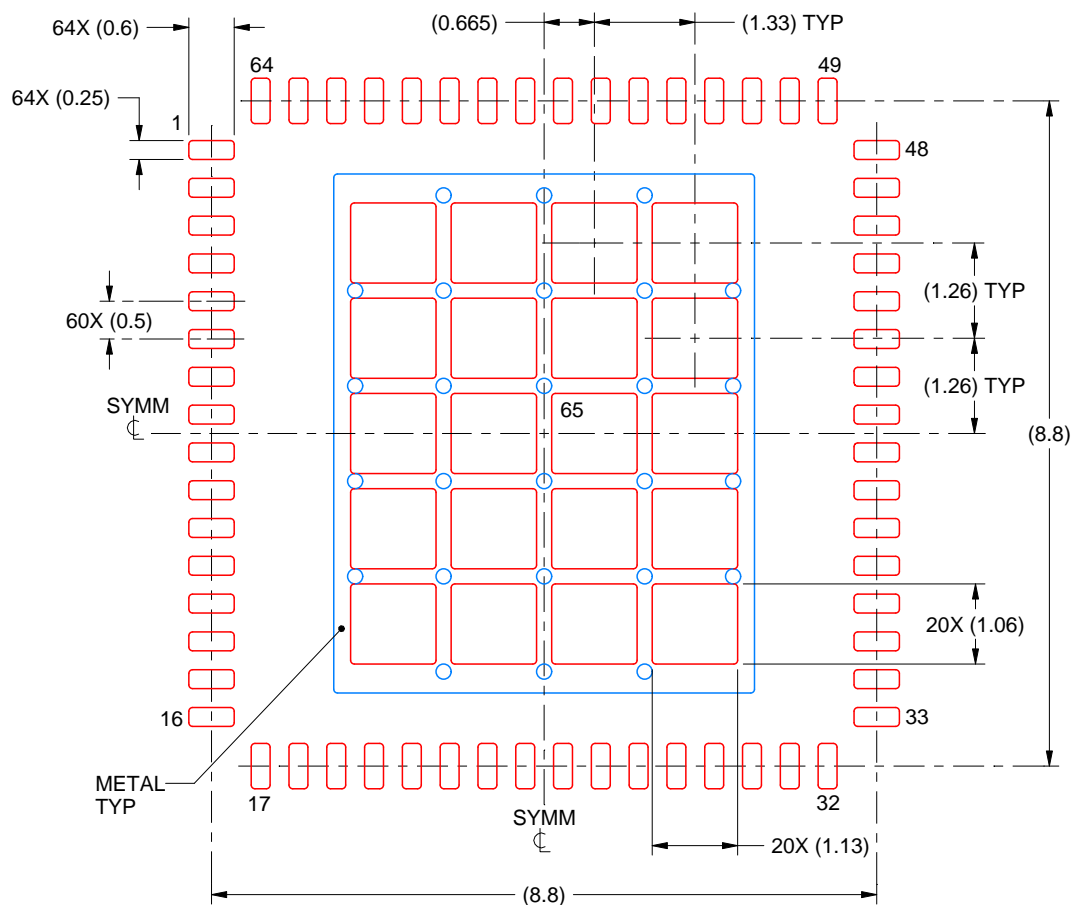 64X (0.6)
(0.665)
(1.33) TYP
64
49
64X (0.25)
1
48
(1.26) TYP
60X (0.5)
(1.26) TYP
SYMM
℄
65
(8.8)
20X (1.06)
16
33
METAL
TYP
17
32
SYMM
℄
20X (1.13)
(8.8)